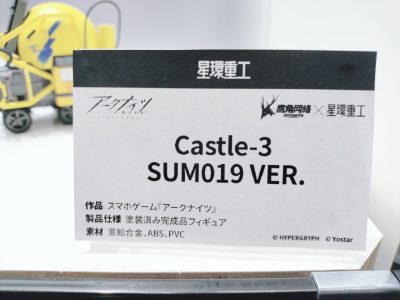 星環重工
アークナイツ
鷹角网络 × 星環重工
HYPERGRYPH
Castle-3
SUM019 VER.
作品 スマホゲーム『アークナイツ』
製品仕様 塗装済み完成品フィギュア
素材 亜鉛合金、ABS、PVC
© HYPERGRYPH © Yostar